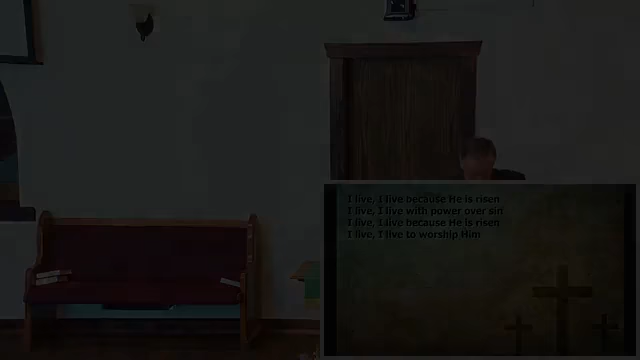 I live, I live because He is risen
I live, I live with power over sin
I live, I live because He is risen
I live, I live to worship Him